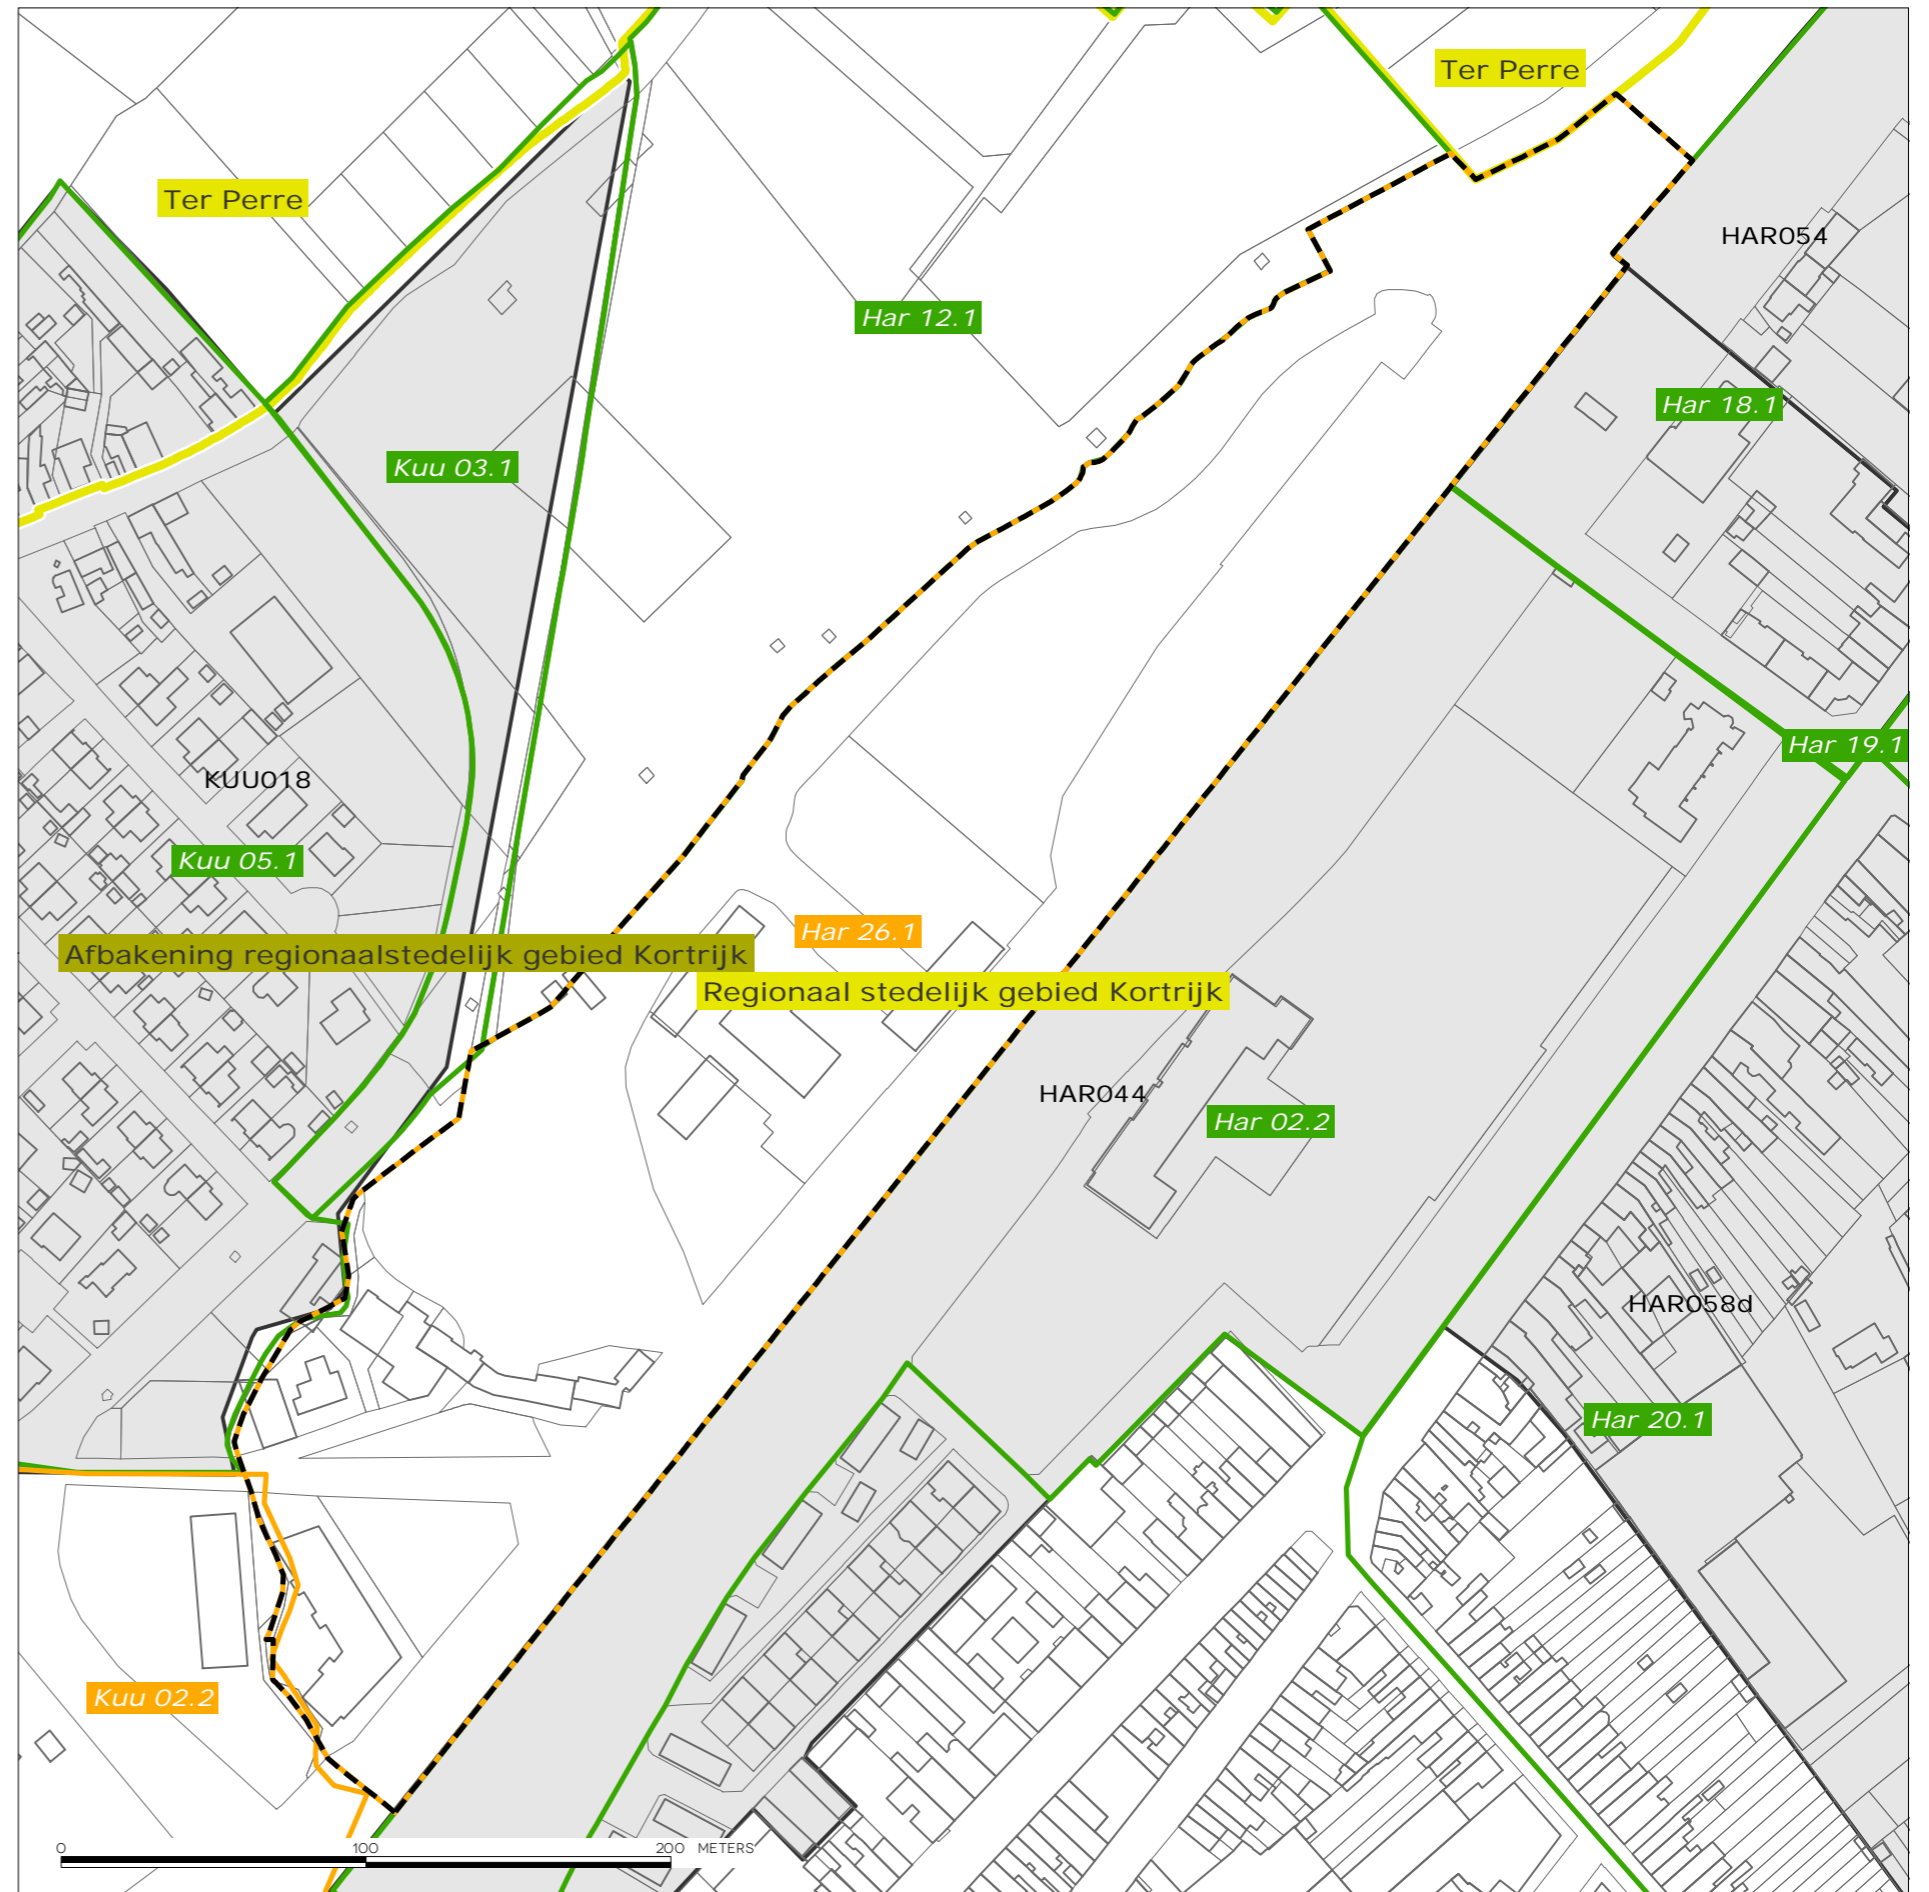 Ter Perre
Ter Perre
HAR054
Har 12.1
Har 18.1
Kuu 03.1
Har 19.1
KUU018
Kuu 05.1
Har 26.1
Afbakening regionaalstedelijk gebied Kortrijk
Regionaal stedelijk gebied Kortrijk
HAR044
Har 02.2
HAR058d
Har 20.1
Kuu 02.2
0 100 200 METERS